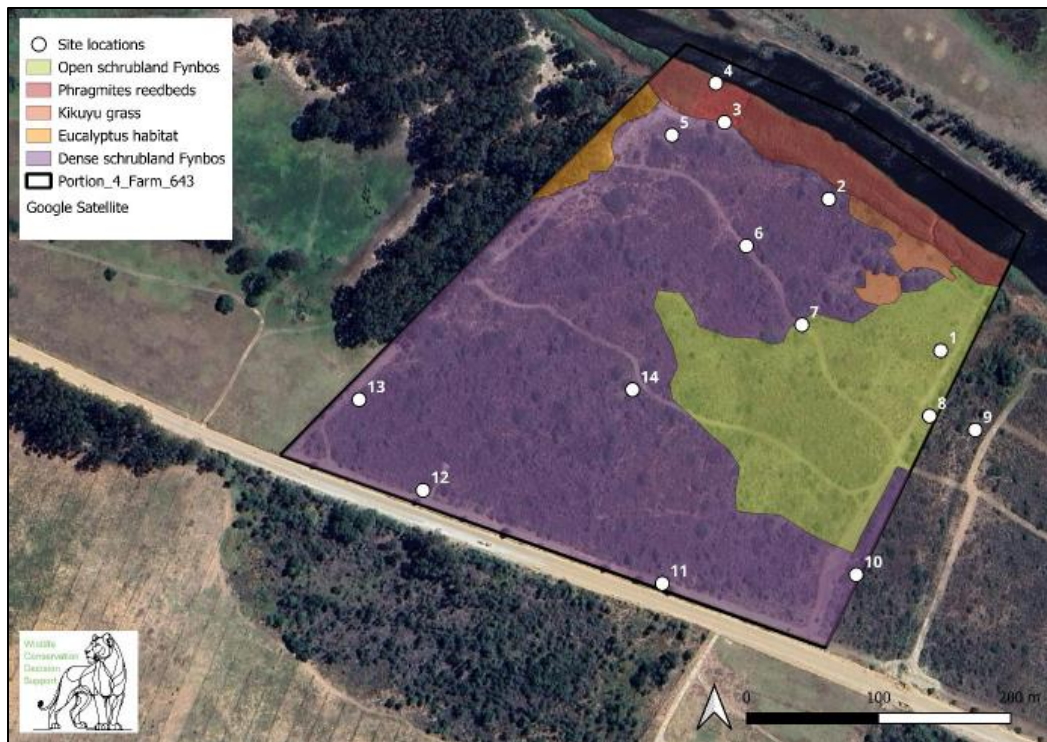 Site locations
Open schrubland Fynbos
Phragmites reedbeds
Kikuyu grass
Eucalyptus habitat
Dense schrubland Fynbos
Portion_4_Farm_643
Google Satellite
4
3
5
2
6
7
1
14
13
8
9
12
10
11
Wildlife
Conservation
Decision
Support
0 100 200 m